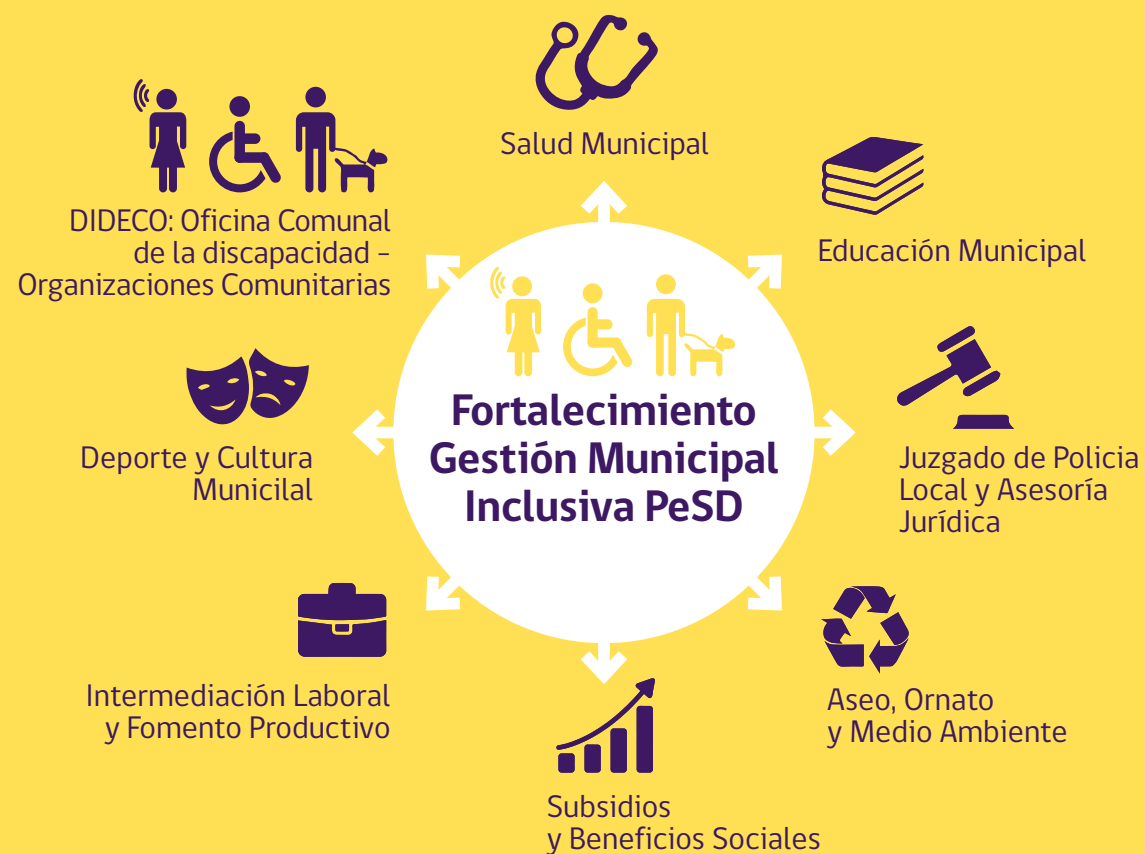 Salud Municipal
DIDECO: Oficina Comunal
de la discapacidad –
Organizaciones Comunitarias
Educación Municipal
Fortalecimiento
Gestión Municipal
Inclusiva PeSD
Deporte y Cultura
Municilal
Juzgado de Policia
Local y Asesoría
Jurídica
Intermediación Laboral
y Fomento Productivo
Aseo, Ornato
y Medio Ambiente
Subsidios
y Beneficios Sociales